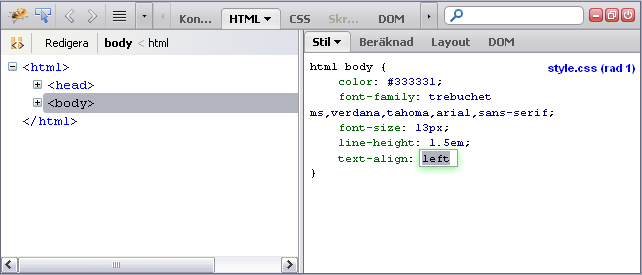 Kon... HTML CSS Skr... DOM
Redigera body < html
Stil Beräknad Layout DOM
<html>
<head>
<body>
</html>
html body {
style.css (rad 1)
color: #333331;
font-family: trebuchet
ms,verdana,tahoma,arial,sans-serif;
font-size: 13px;
line-height: 1.5em;
text-align: left
}